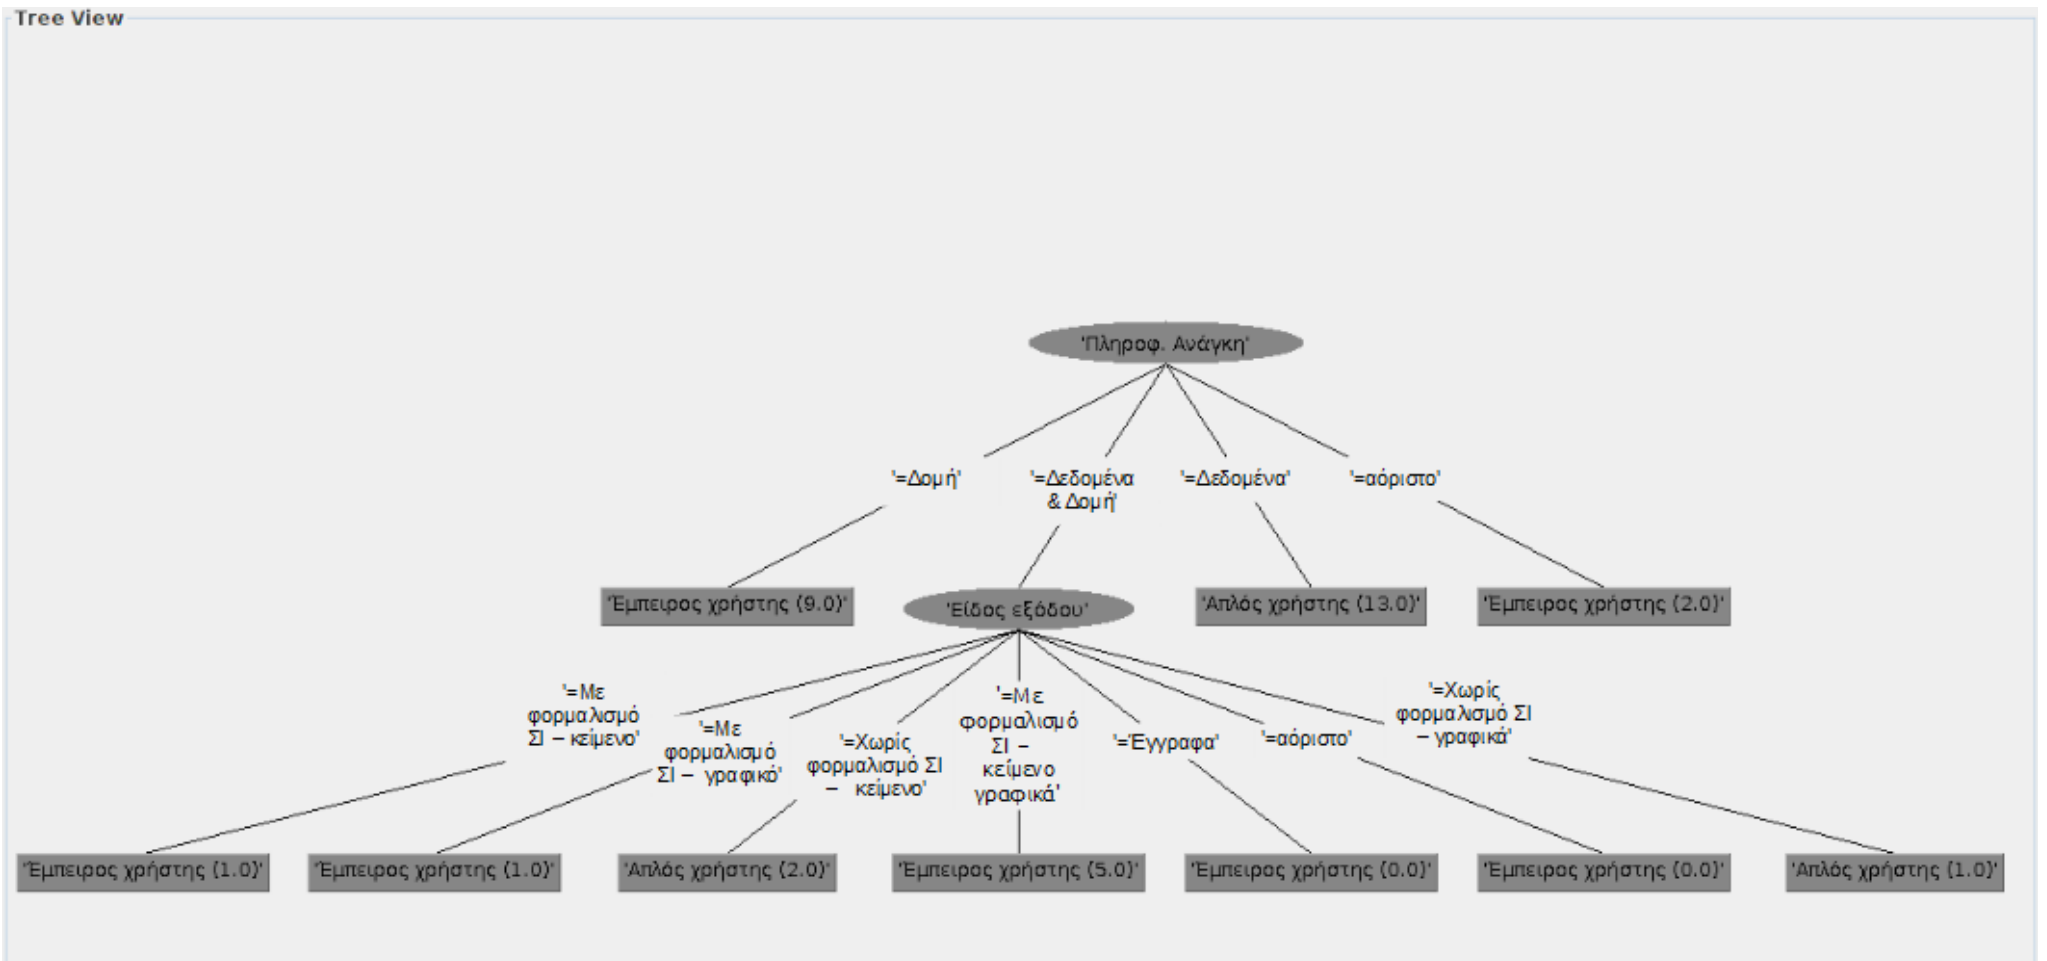 Tree View
'Πληροφ. Ανάγκη'
'=Δομή'
'=Δεδομένα
& Δομή'
'=Δεδομένα'
'=αόριστο'
'Έμπειρος χρήστης (9.0)'
'Είδος εξόδου'
'Απλός χρήστης (13.0)'
'Έμπειρος χρήστης (2.0)'
'=Με
φορμαλισμό
ΣΙ – κείμενο'
'=Με
φορμαλισμό
ΣΙ – γραφικό'
'=Χωρίς
φορμαλισμό ΣΙ
– κείμενο'
'=Με
φορμαλισμό
ΣΙ –
κείμενο
γραφικά'
'=Έγγραφα'
'=αόριστο'
'=Χωρίς
φορμαλισμό ΣΙ
– γραφικά'
'Έμπειρος χρήστης (1.0)'
'Έμπειρος χρήστης (1.0)'
'Απλός χρήστης (2.0)'
'Έμπειρος χρήστης (5.0)'
'Έμπειρος χρήστης (0.0)'
'Έμπειρος χρήστης (0.0)'
'Απλός χρήστης (1.0)'